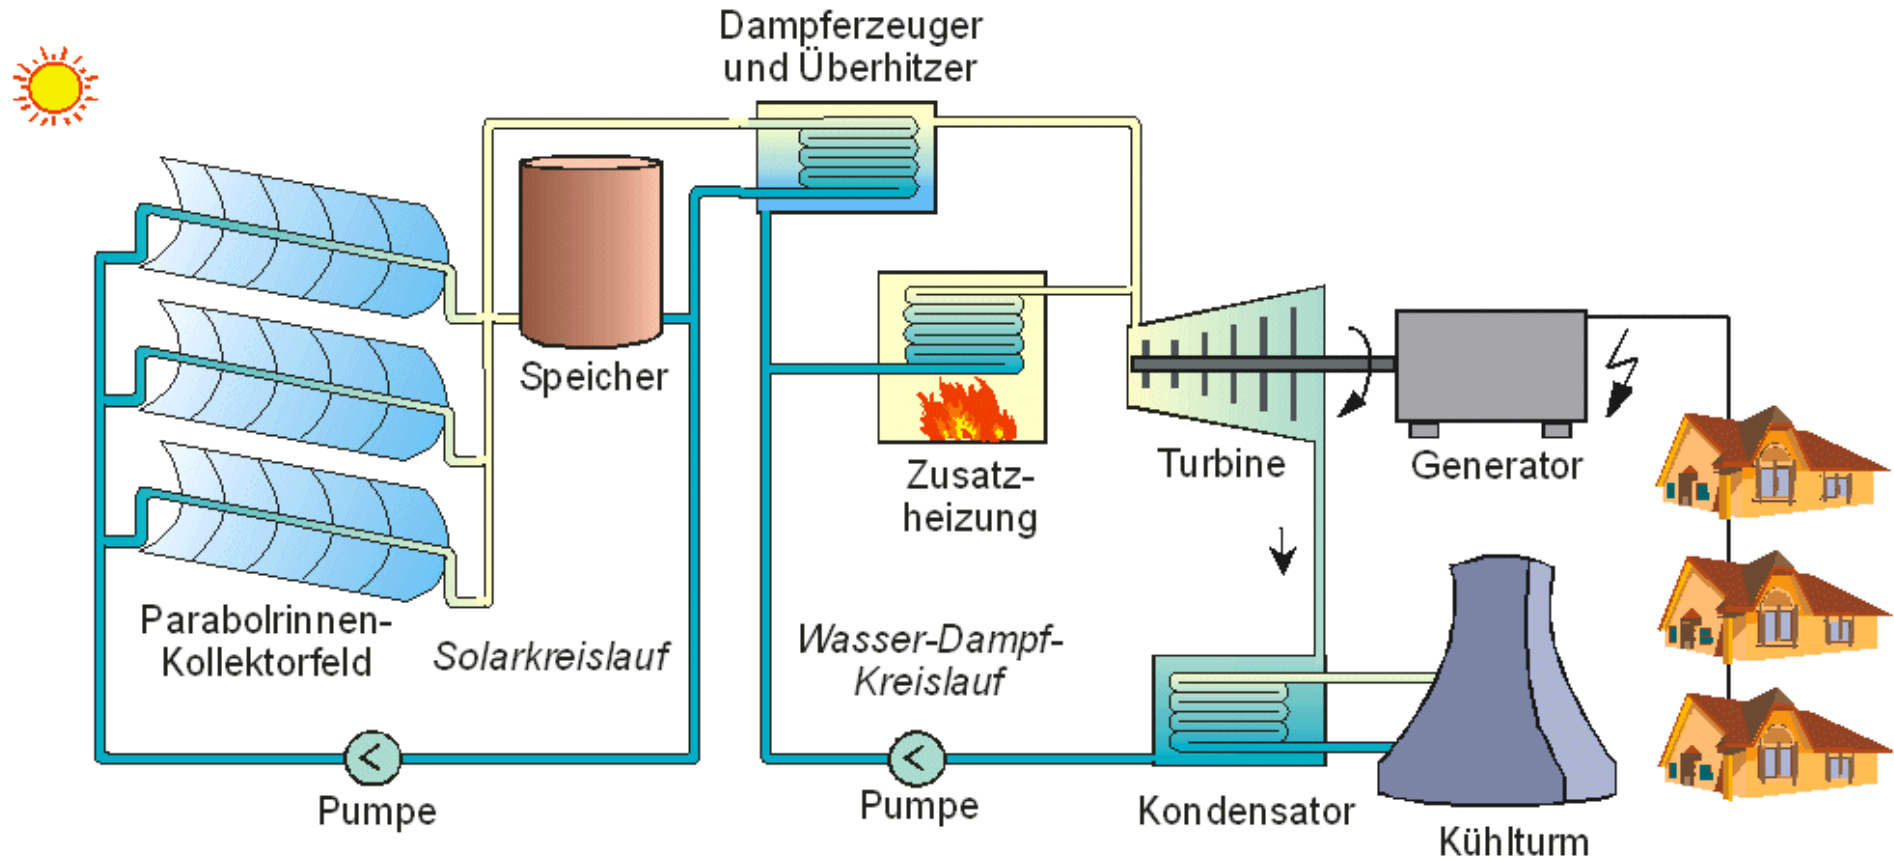 Dampferzeuger
und Überhitzer
Speicher
Zusatz-
heizung
Turbine
Generator
Parabolrinnen-
Kollektorfeld
Solarkreislauf
Wasser-Dampf-
Kreislauf
Pumpe
Pumpe
Kondensator
Kühlturm